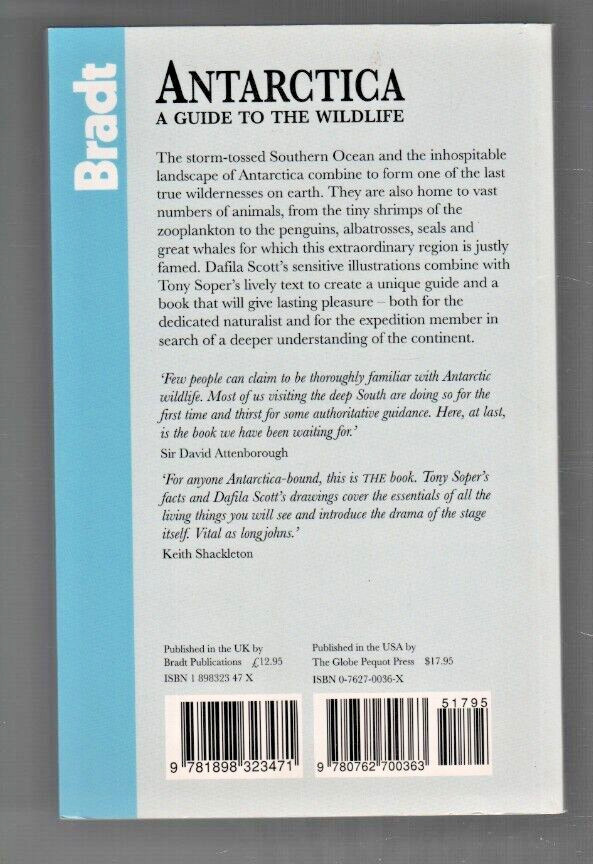 Bradt
ANTARCTICA
A GUIDE TO THE WILDLIFE
The storm-tossed Southern Ocean and the inhospitable
landscape of Antarctica combine to form one of the last
true wildernesses on earth. They are also home to vast
numbers of animals, from the tiny shrimps of the
zooplankton to the penguins, albatrosses, seals and
great whales for which this extraordinary region is justly
famed. Dafila Scott's sensitive illustrations combine with
Tony Soper's lively text to create a unique guide and a
book that will give lasting pleasure – both for the
dedicated naturalist and for the expedition member in
search of a deeper understanding of the continent.
'Few people can claim to be thoroughly familiar with Antarctic
wildlife. Most of us visiting the deep South are doing so for the
first time and thirst for some authoritative guidance. Here, at last,
is the book we have been waiting for.'
Sir David Attenborough
'For anyone Antarctica-bound, this is THE book. Tony Soper's
facts and Dafila Scott's drawings cover the essentials of all the
living things you will see and introduce the drama of the stage
itself. Vital as longjohns.'
Keith Shackleton
Published in the UK by
Bradt Publications £12.95
ISBN 1 898323 47 X
Published in the USA by
The Globe Pequot Press $17.95
ISBN 0-7627-0036-X
9 781898 323471
51795
9 780762 700363